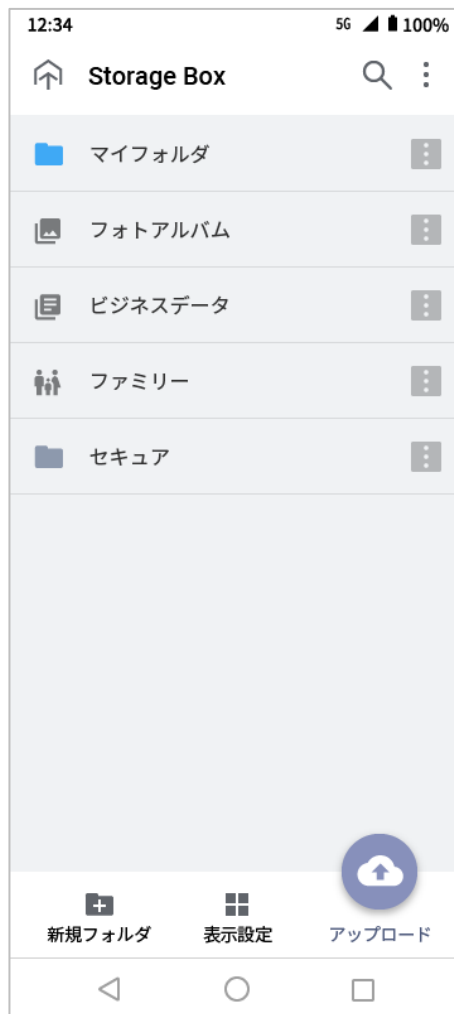 12:34 5G 100%
Storage Box
マイフォルダ
フォトアルバム
ビジネスデータ
ファミリー
セキュア
新規フォルダ 表示設定 アップロード